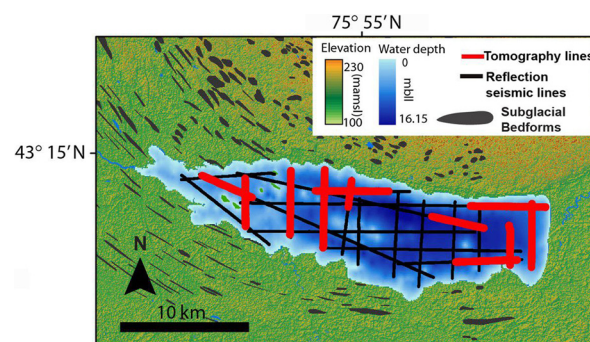 75° 55′ N
43° 15′ N
Elevation
230
(mamsl)
100
Water depth
0
mbll
16.15
Tomography lines
Reflection
seismic lines
Subglacial
Bedforms
N
10 km